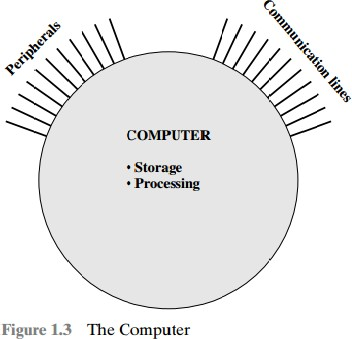 Peripherals
Communication lines
COMPUTER
• Storage
• Processing
Figure 1.3 The Computer